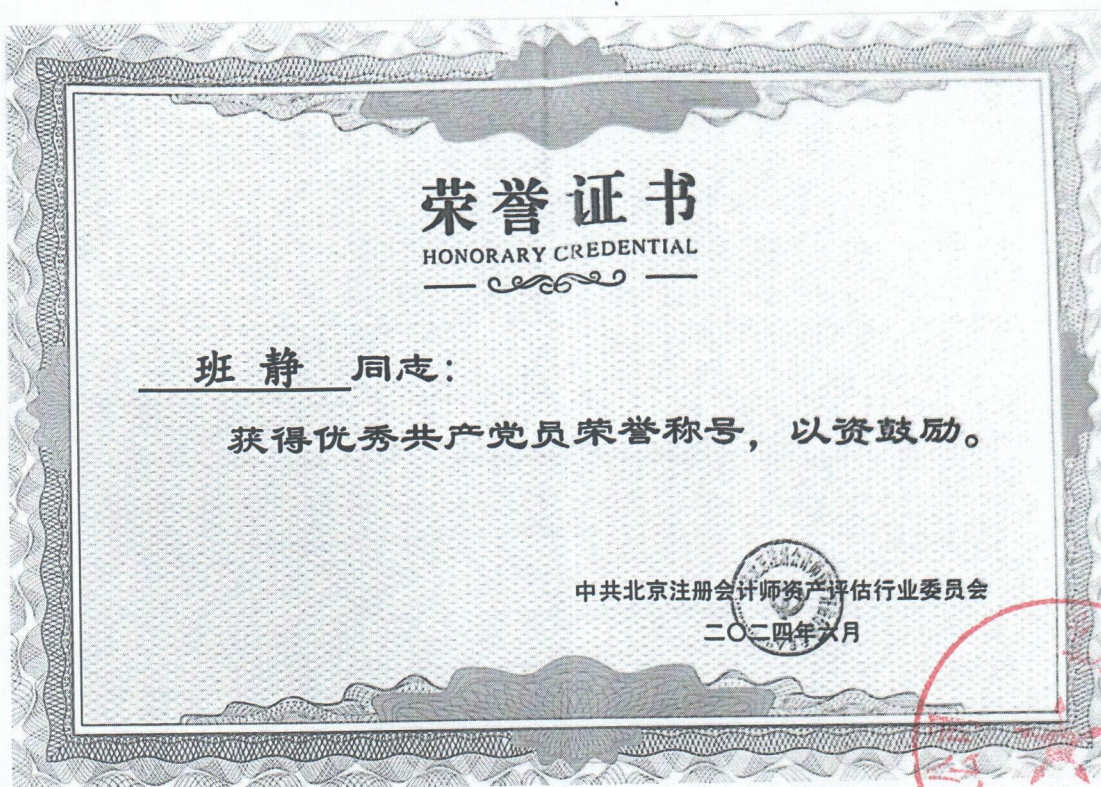 荣誉证书
HONORARY CREDENTIAL
班静 同志：
获得优秀共产党员荣誉称号，以资鼓励。
中共北京注册会计师资产评估行业委员会
二〇二四年六月